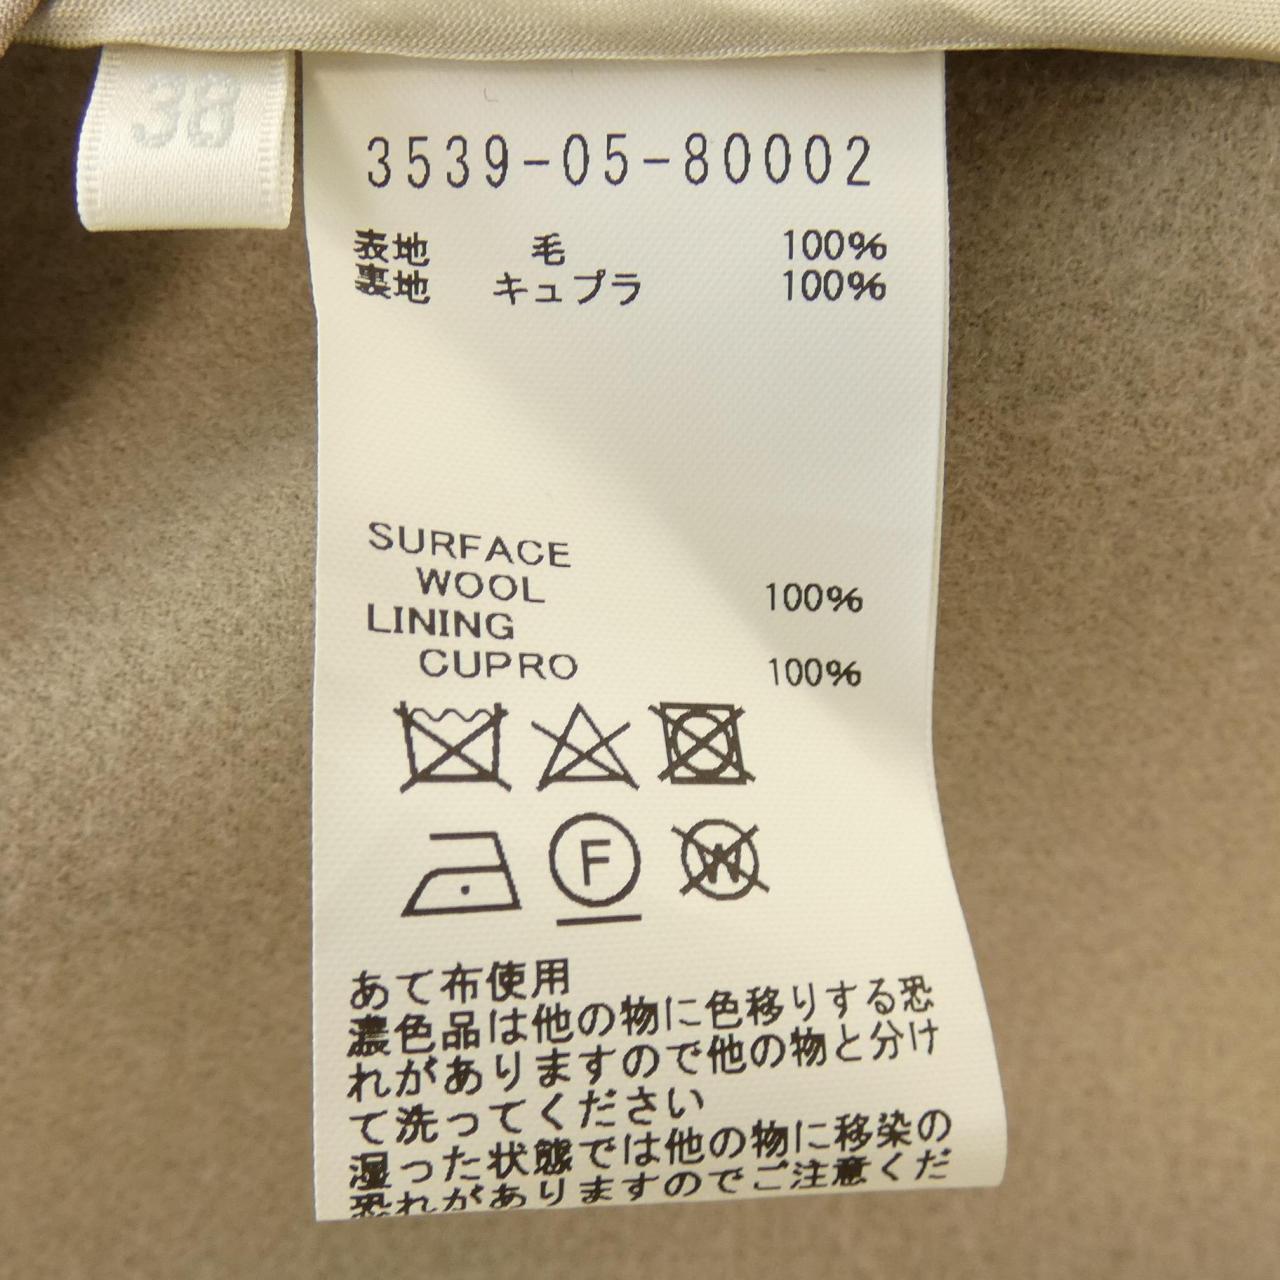 38
3539-05-80002
表地 毛 100%
裏地 キュプラ 100%
SURFACE
WOOL 100%
LINING
CUPRO 100%
F W
あて布使用
濃色品は他の物に色移りする恐
れがありますので他の物と分け
て洗ってください
湿った状態では他の物に移染の
恐れがありますのでご注意くだ